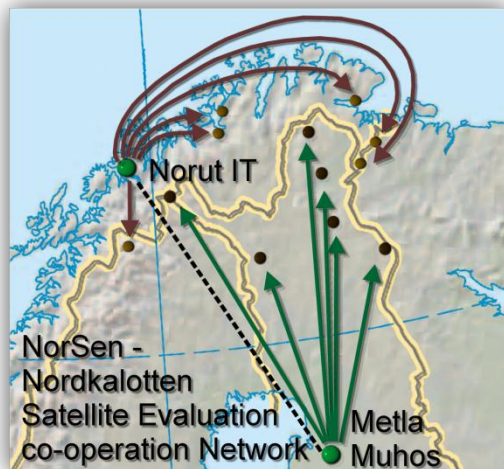 Norut IT
NorSen -
Nordkalotten
Satellite Evaluation
co-operation Network
Metla
Muhos